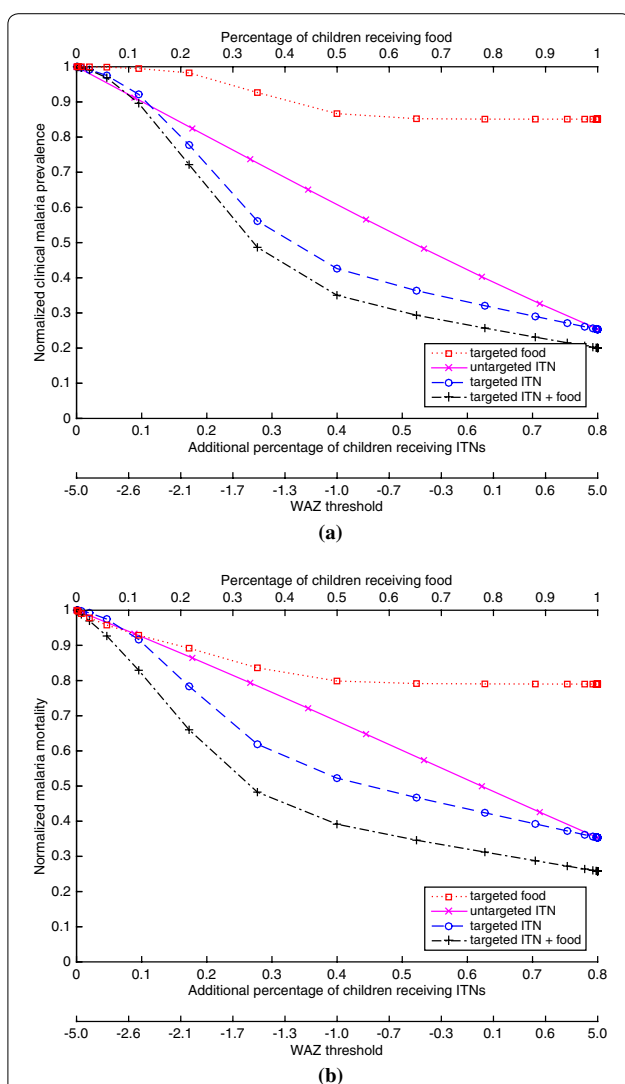 Percentage of children receiving food
0 0.1 0.2 0.3 0.4 0.5 0.6 0.7 0.8 0.9 1
Normalized clinical malaria prevalence
1
0.9
0.8
0.7
0.6
0.5
0.4
0.3
0.2
0.1
0
targeted food
untargeted ITN
targeted ITN
targeted ITN + food
0 0.1 0.2 0.3 0.4 0.5 0.6 0.7 0.8
Additional percentage of children receiving ITNs
-5.0 -2.6 -2.1 -1.7 -1.3 -1.0 -0.7 -0.3 0.1 0.6 5.0
WAZ threshold
(a)
Percentage of children receiving food
0 0.1 0.2 0.3 0.4 0.5 0.6 0.7 0.8 0.9 1
Normalized malaria mortality
1
0.9
0.8
0.7
0.6
0.5
0.4
0.3
0.2
0.1
0
targeted food
untargeted ITN
targeted ITN
targeted ITN + food
0 0.1 0.2 0.3 0.4 0.5 0.6 0.7 0.8
Additional percentage of children receiving ITNs
-5.0 -2.6 -2.1 -1.7 -1.3 -1.0 -0.7 -0.3 0.1 0.6 5.0
WAZ threshold
(b)